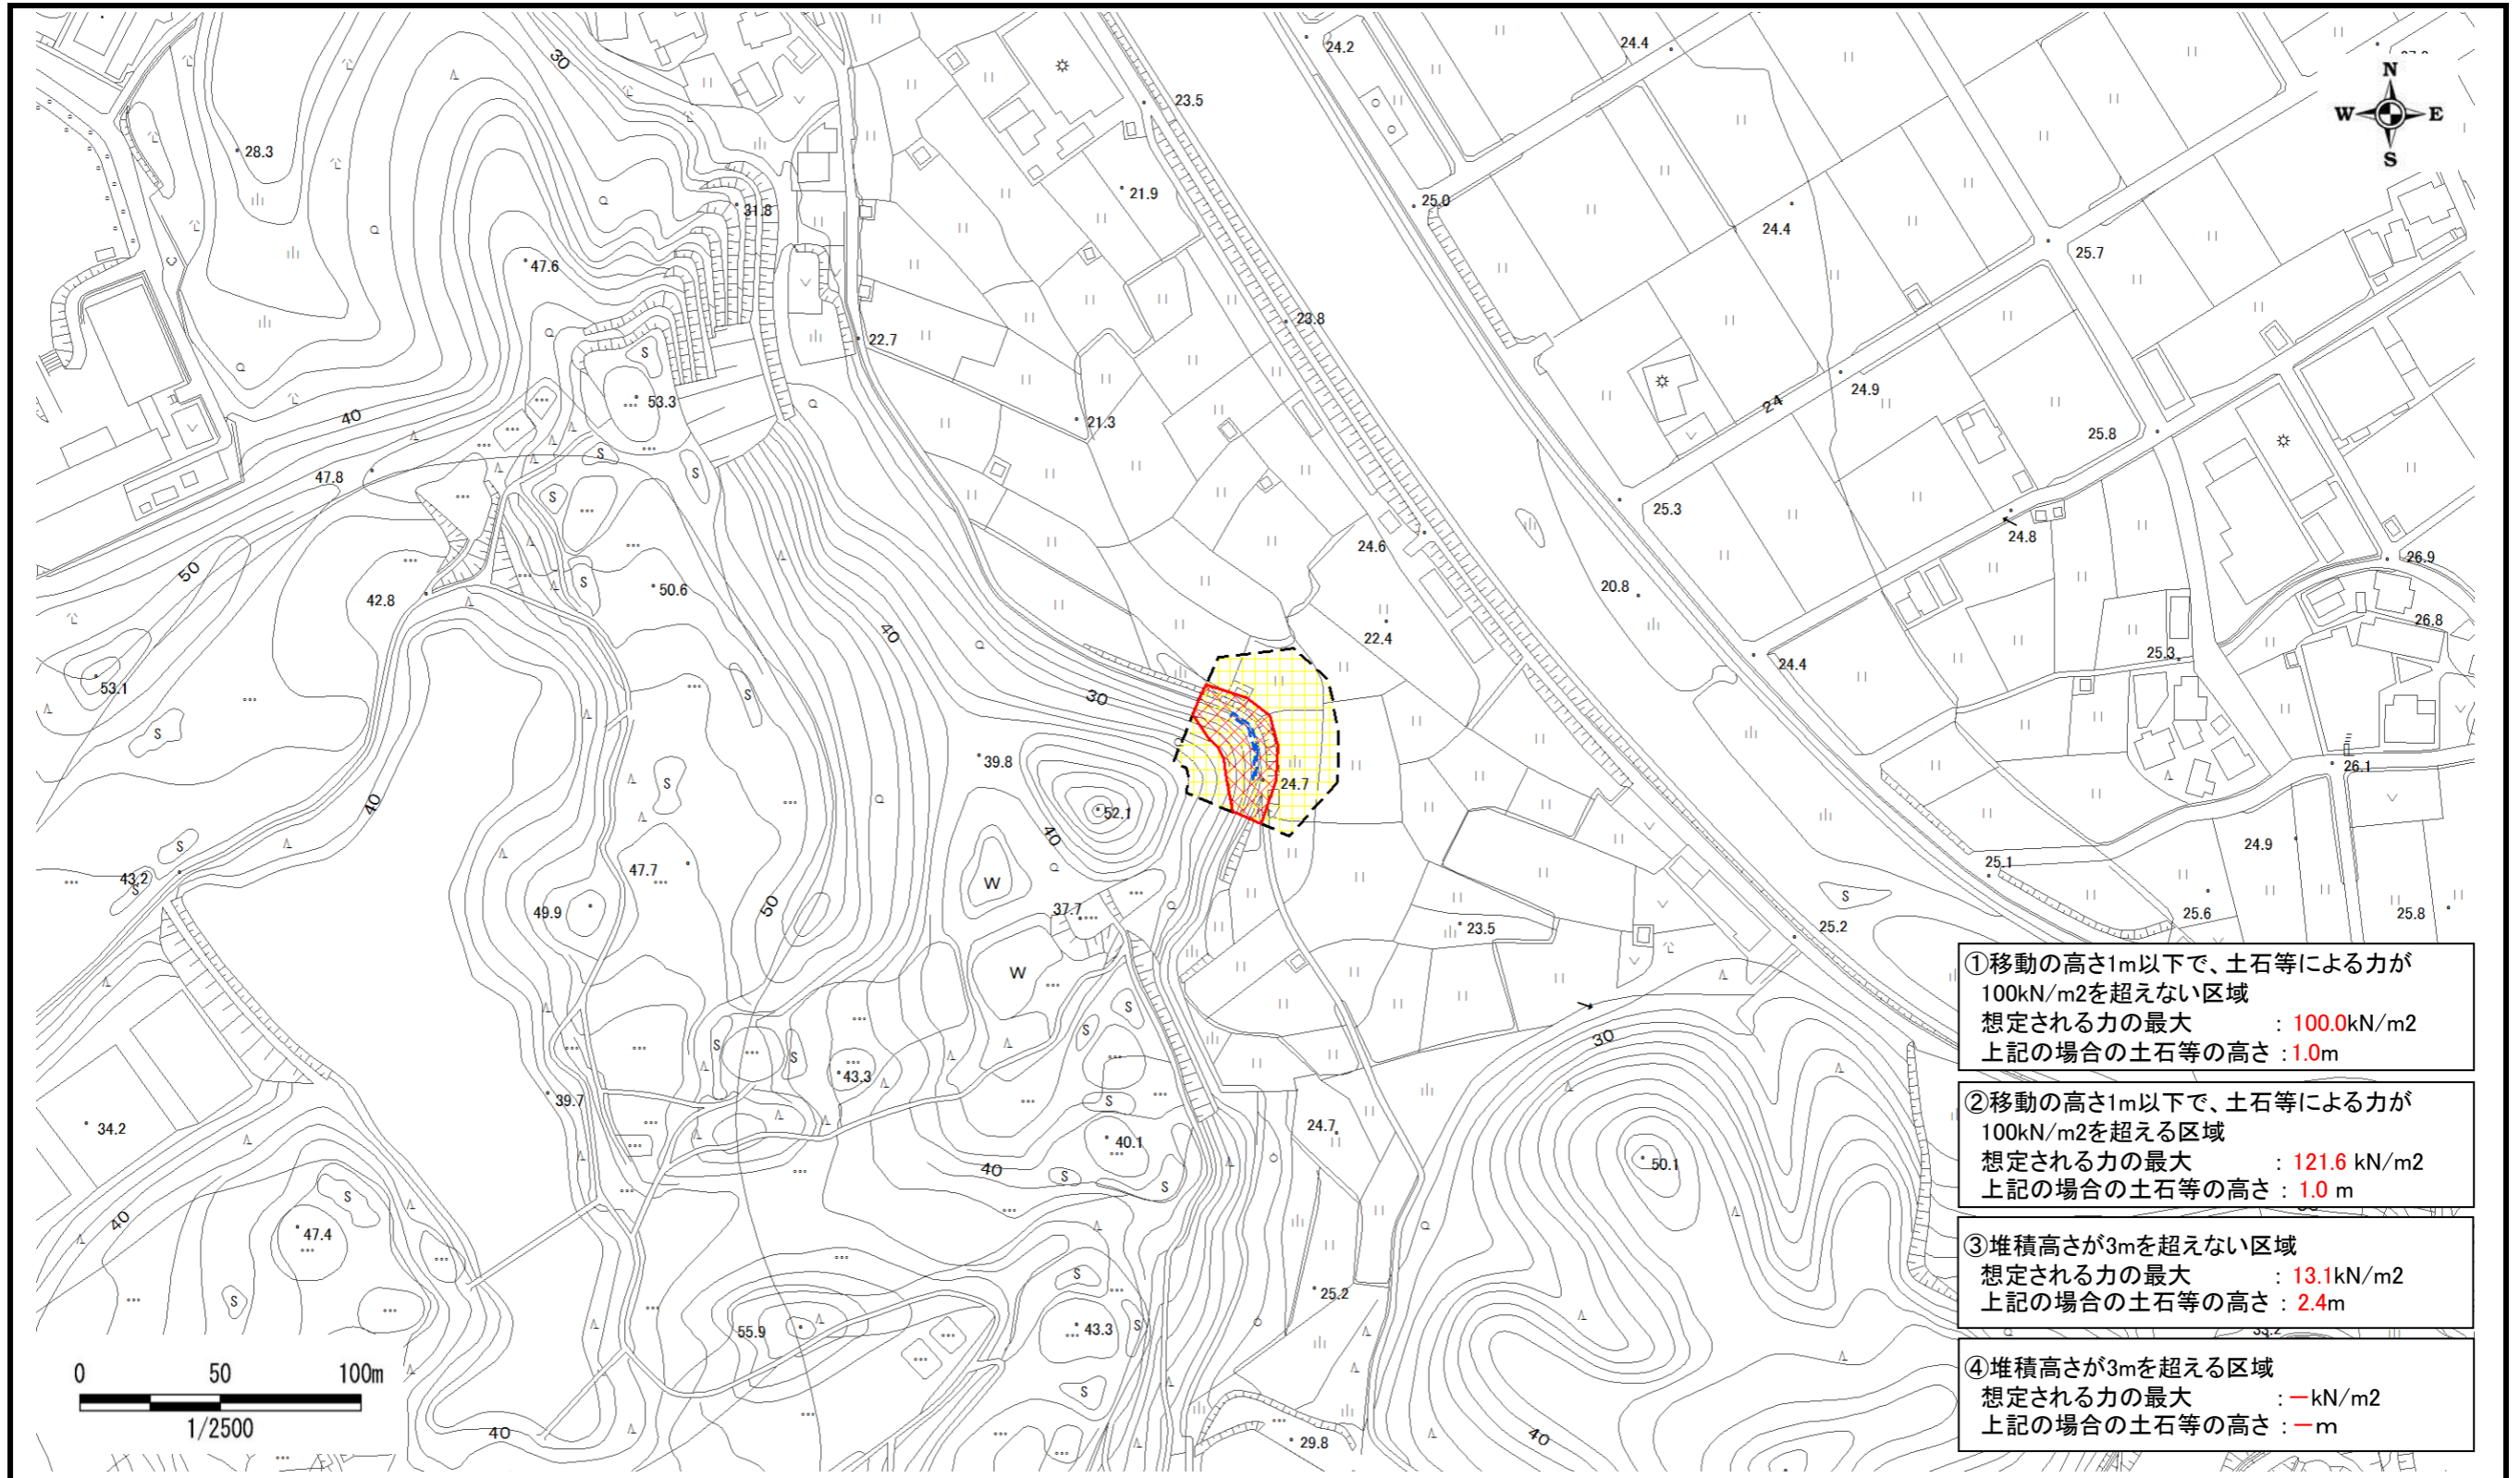 24.2
24.4
N
W E
S
23.5
30
28.3
21.9
25.0
31.8
24.4
25.7
47.6
23.8
22.7
24.9
24
S
53.3
40
21.3
25.8
S
47.8
S
S
25.3
24.6
24.8
26.9
50
42.8
S
50.6
20.8
26.8
40
22.4
25.3
24.4
53.1
S
30
S
39.8
S
24.7
26.1
40
52.1
40
S
24.9
25.1
43.2
S
47.7
W
S
25.6
25.8
49.9
50
37.7
23.5
25.2
W
S
S
S
S
30
43.3
39.7
S
34.2
24.7
40.1
50.1
40
S
S
S
40
47.4
S
25.2
S
55.9
43.3
S
33.2
S
40
29.8
40
①移動の高さ1m以下で、土石等による力が
100kN/m2を超えない区域
想定される力の最大 : 100.0kN/m2
上記の場合の土石等の高さ : 1.0m
②移動の高さ1m以下で、土石等による力が
100kN/m2を超える区域
想定される力の最大 : 121.6 kN/m2
上記の場合の土石等の高さ : 1.0 m
③堆積高さが3mを超えない区域
想定される力の最大 : 13.1kN/m2
上記の場合の土石等の高さ : 2.4m
④堆積高さが3mを超える区域
想定される力の最大 : ーkN/m2
上記の場合の土石等の高さ : ーm
0 50 100m
1/2500